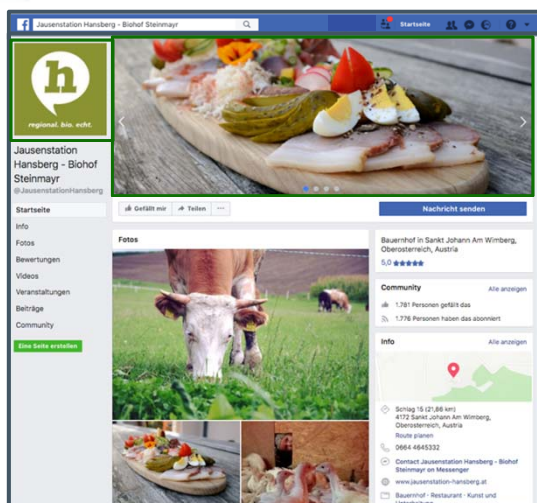 Jausenstation Hansberg - Biohof Steinmayr
Startseite
h
regional. bio. echt.
Jausenstation
Hansberg - Biohof
Steinmayr
@JausenstationHansberg
Startseite
Info
Fotos
Bewertungen
Videos
Veranstaltungen
Beiträge
Community
Eine Seite erstellen
Gefällt mir
Teilen
Nachricht senden
Fotos
Bauernhof in Sankt Johann Am Wimberg,
Oberosterreich, Austria
5,0
Community
Alle anzeigen
1.781 Personen gefällt das
1.776 Personen haben das abonniert
Info
Alle anzeigen
Schlag 15 (21,86 km)
4172 Sankt Johann Am Wimberg,
Oberosterreich, Austria
Route planen
0664 4645332
Contact Jausenstation Hansberg - Biohof
Steinmayr on Messenger
www.jausenstation-hansberg.at
Bauernhof · Restaurant · Kunst und